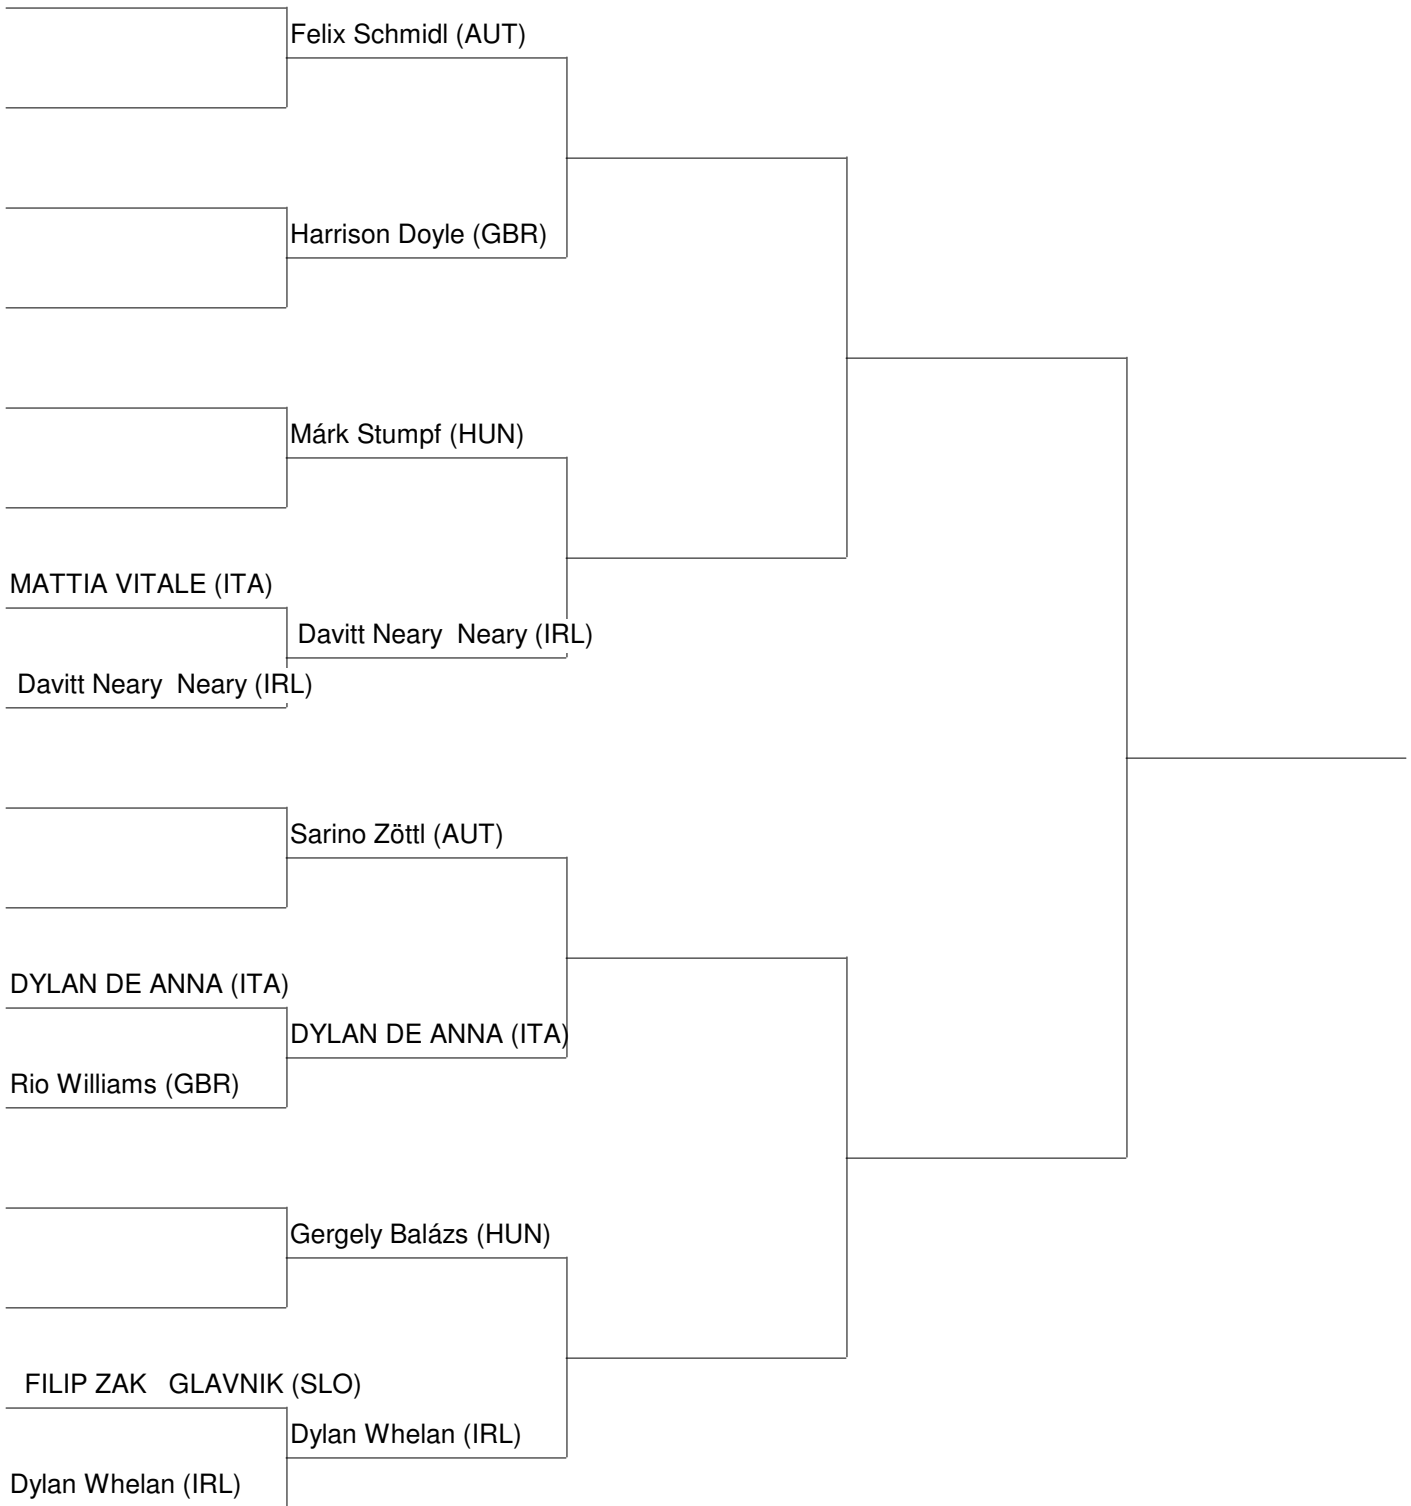 Felix Schmidl (AUT)
Harrison Doyle (GBR)
Márk Stumpf (HUN)
MATTIA VITALE (ITA)
Davitt Neary  Neary (IRL)
Davitt Neary  Neary (IRL)
Sarino Zöttl (AUT)
DYLAN DE ANNA (ITA)
DYLAN DE ANNA (ITA)
Rio Williams (GBR)
Gergely Balázs (HUN)
FILIP ZAK   GLAVNIK (SLO)
Dylan Whelan (IRL)
Dylan Whelan (IRL)